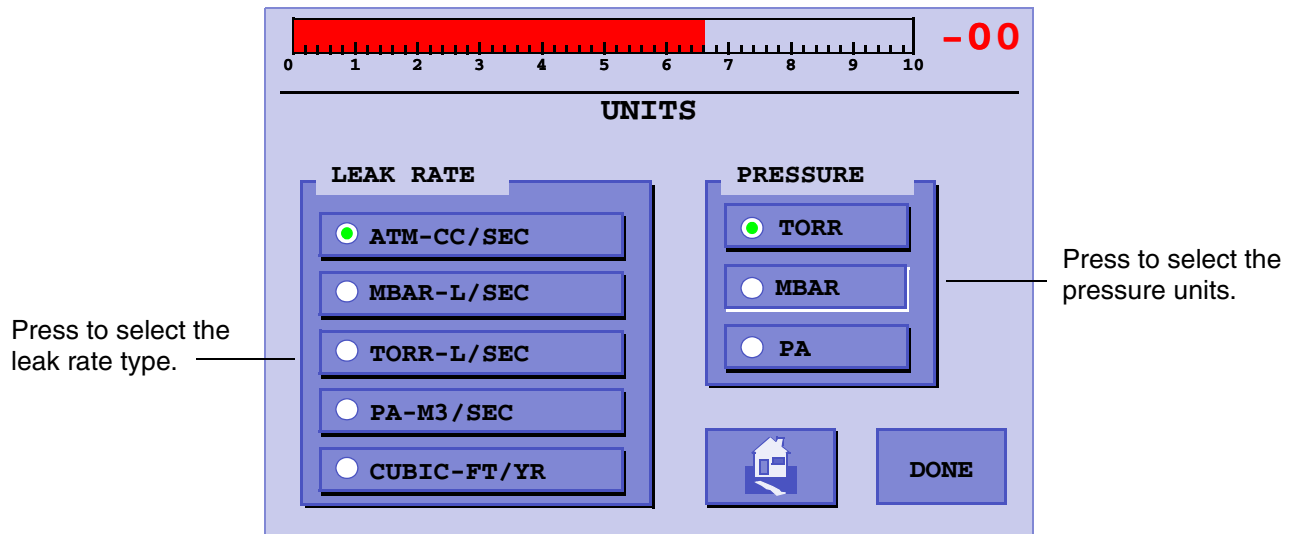 -00
0 1 2 3 4 5 6 7 8 9 10
UNITS
LEAK RATE
ATM-CC/SEC
MBAR-L/SEC
TORR-L/SEC
PA-M3/SEC
CUBIC-FT/YR
PRESSURE
TORR
MBAR
PA
DONE
Press to select the
leak rate type.
Press to select the
pressure units.